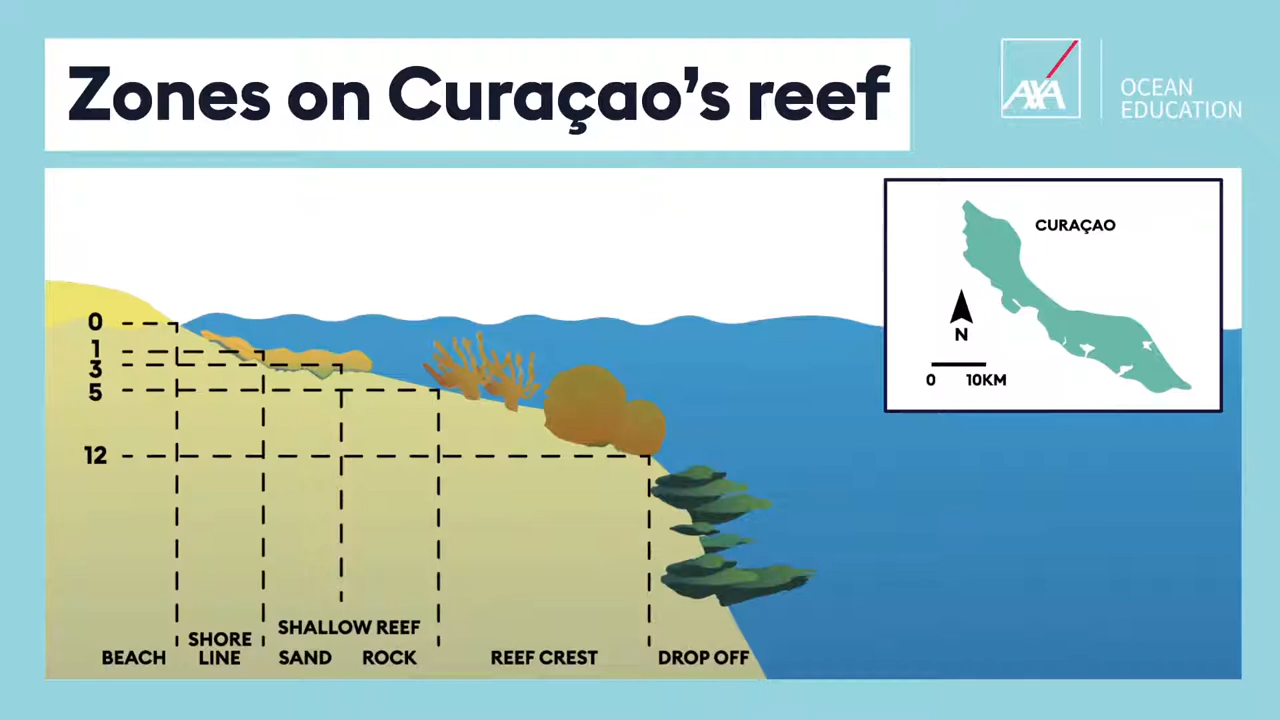 Zones on Curaçao's reef
AXA
OCEAN
EDUCATION
CURAÇAO
N
0 10KM
0
1
3
5
12
SHALLOW REEF
SHORE
LINE
BEACH
SAND
ROCK
REEF CREST
DROP OFF